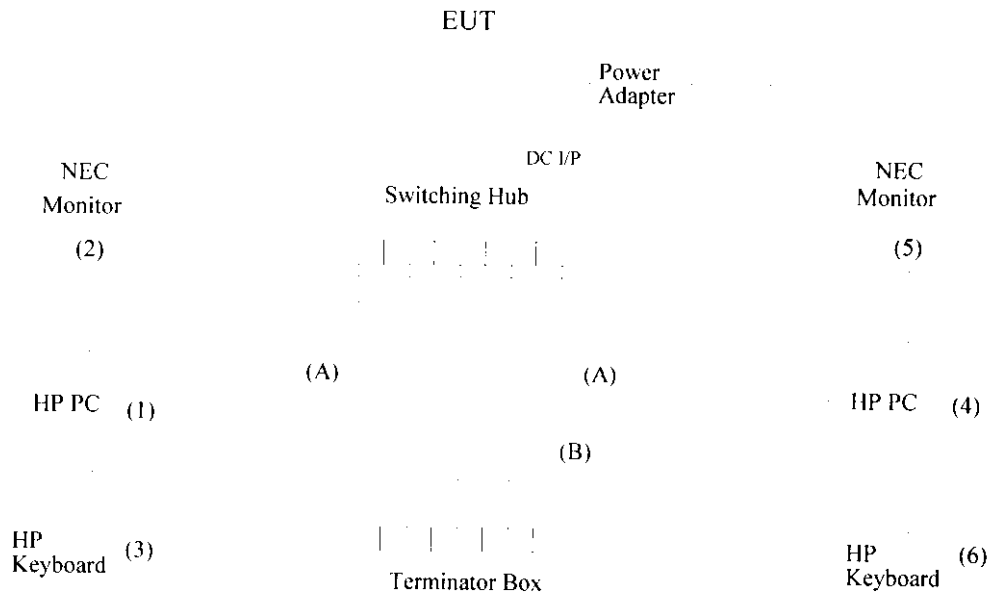 EUT
Power
Adapter
DC I/P
NEC
Monitor
(2)
Switching Hub
NEC
Monitor
(5)
(A)
(A)
HP PC (1)
HP PC (4)
(B)
HP
Keyboard (3)
Terminator Box
HP
Keyboard (6)